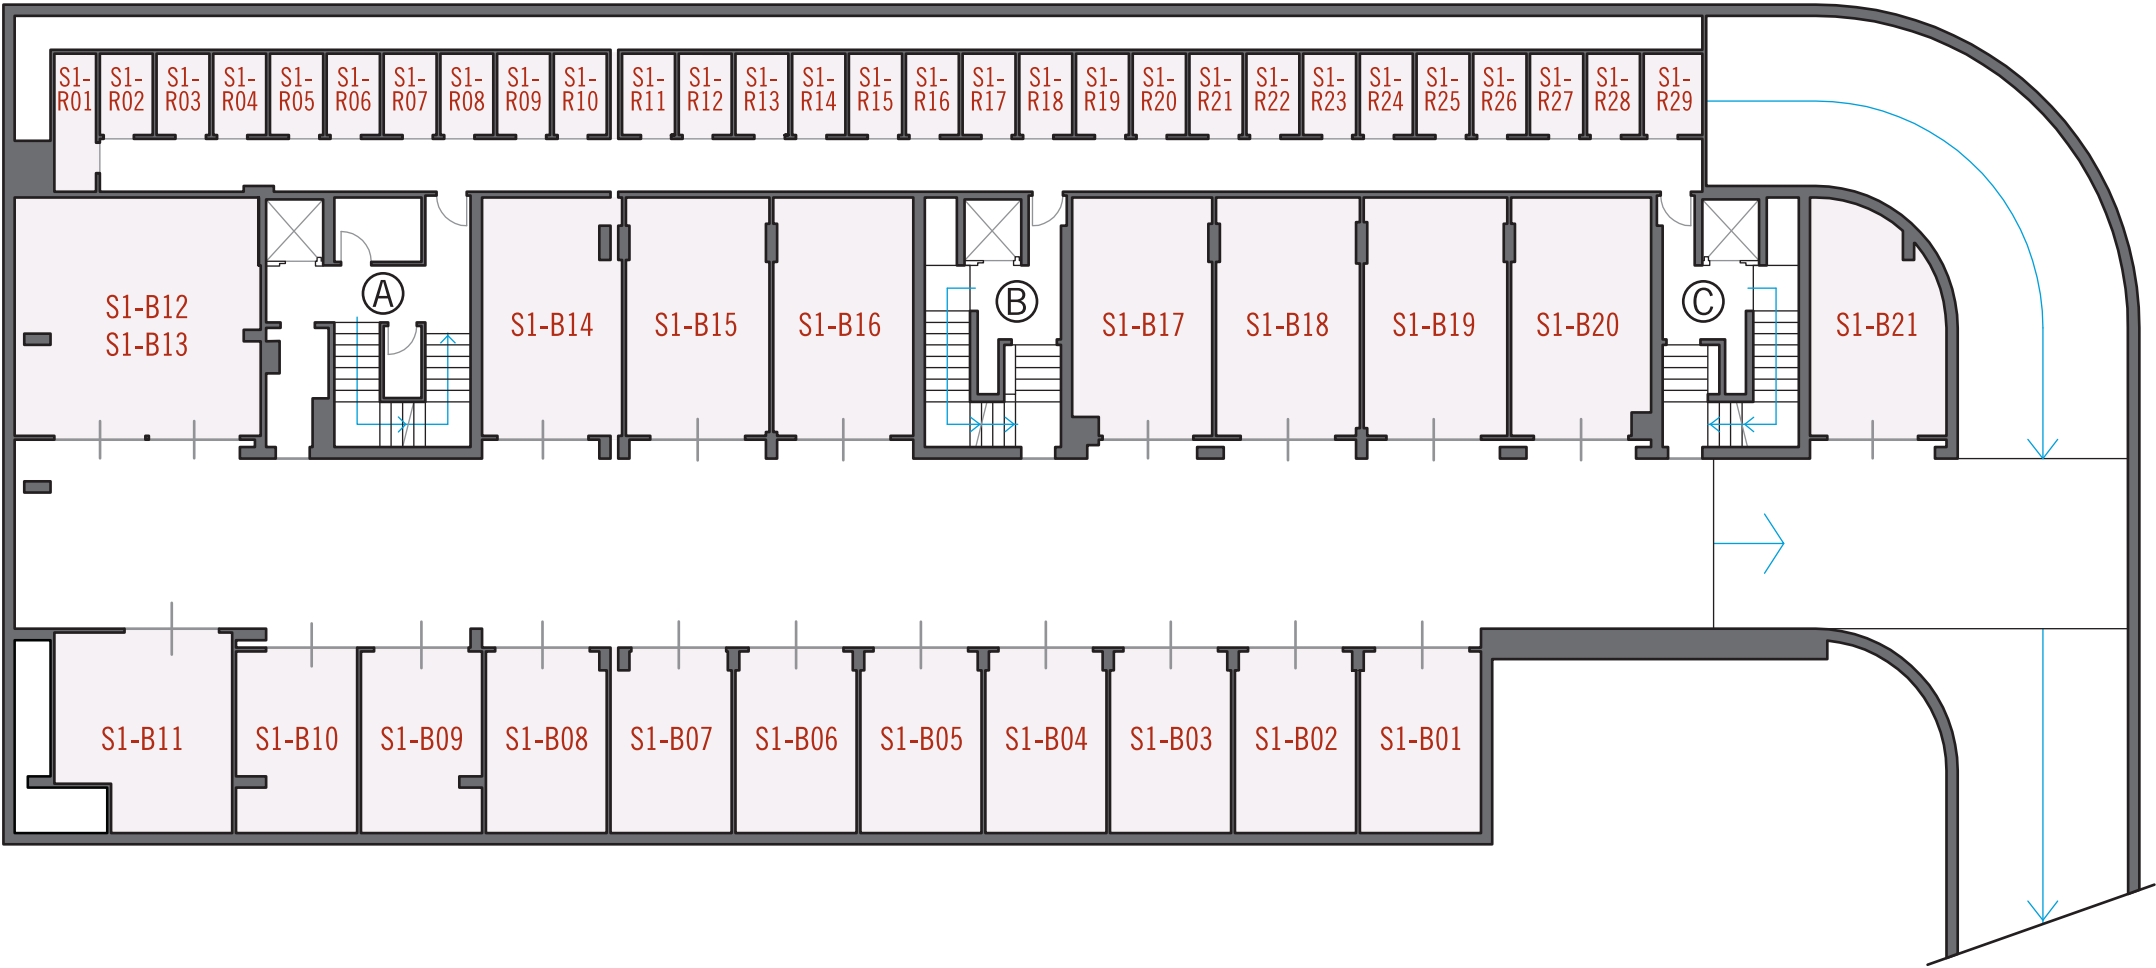 S1-
R01
S1-
R02
S1-
R03
S1-
R04
S1-
R05
S1-
R06
S1-
R07
S1-
R08
S1-
R09
S1-
R10
S1-
R11
S1-
R12
S1-
R13
S1-
R14
S1-
R15
S1-
R16
S1-
R17
S1-
R18
S1-
R19
S1-
R20
S1-
R21
S1-
R22
S1-
R23
S1-
R24
S1-
R25
S1-
R26
S1-
R27
S1-
R28
S1-
R29
S1-B12
S1-B13
A
S1-B14
S1-B15
S1-B16
B
S1-B17
S1-B18
S1-B19
S1-B20
C
S1-B21
S1-B11
S1-B10
S1-B09
S1-B08
S1-B07
S1-B06
S1-B05
S1-B04
S1-B03
S1-B02
S1-B01